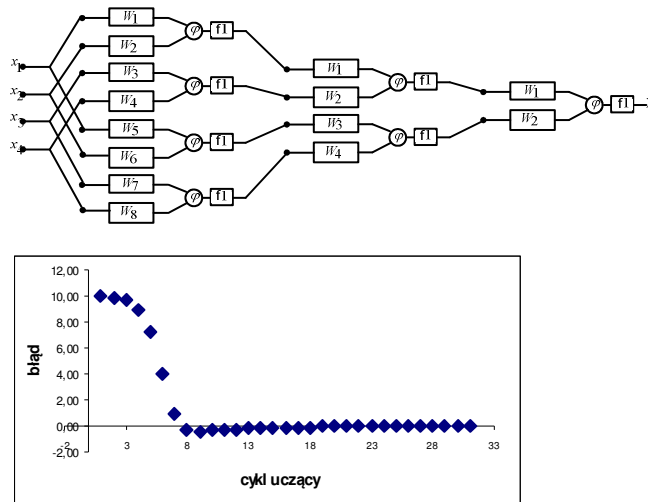 W1
φ f1
W2
x1
W3
W1
φ f1
x2
W4
W2
φ f1
W1
φ f1
x3
W5
W3
W2
φ f1
x4
W6
W4
φ f1
W7
φ f1
W8
12,00
10,00
8,00
6,00
4,00
2,00
0,00
-2,00
-2 3 8 13 18 23 28 33
błąd
cykl uczący